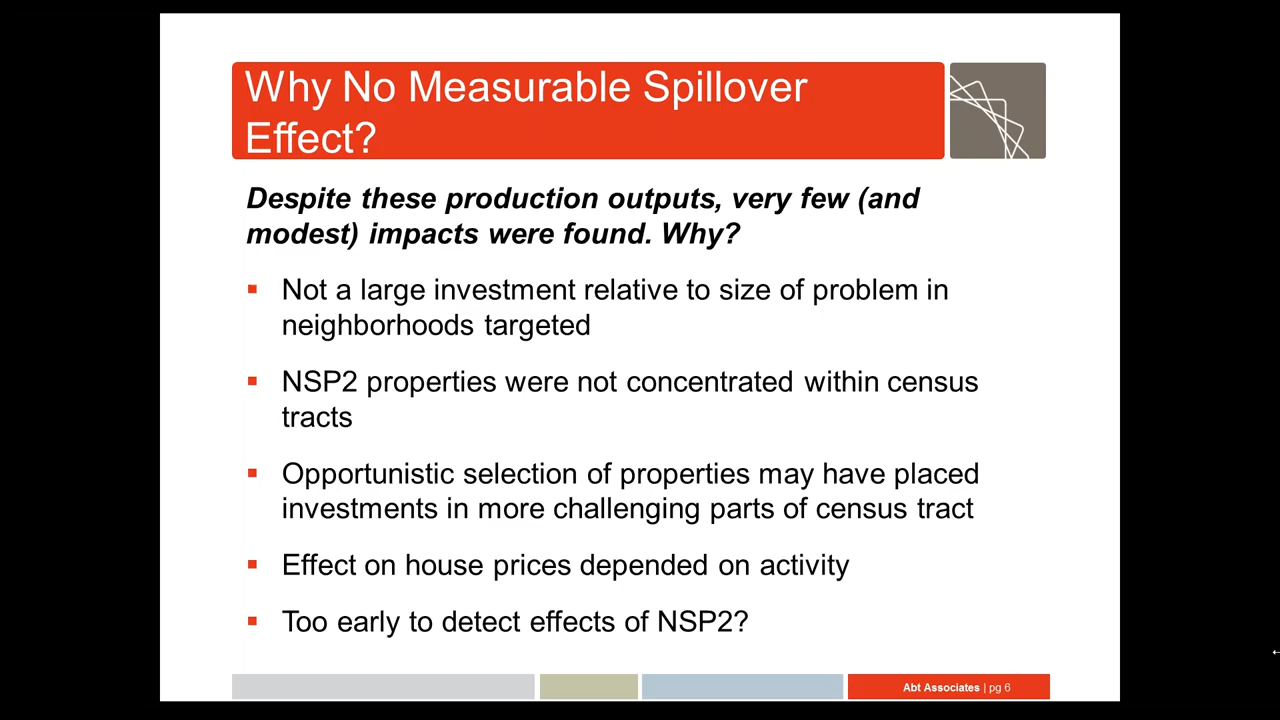 Why No Measurable Spillover
Effect?
Despite these production outputs, very few (and
modest) impacts were found. Why?
Not a large investment relative to size of problem in
neighborhoods targeted
NSP2 properties were not concentrated within census
tracts
Opportunistic selection of properties may have placed
investments in more challenging parts of census tract
Effect on house prices depended on activity
Too early to detect effects of NSP2?
Abt Associates | pg 6